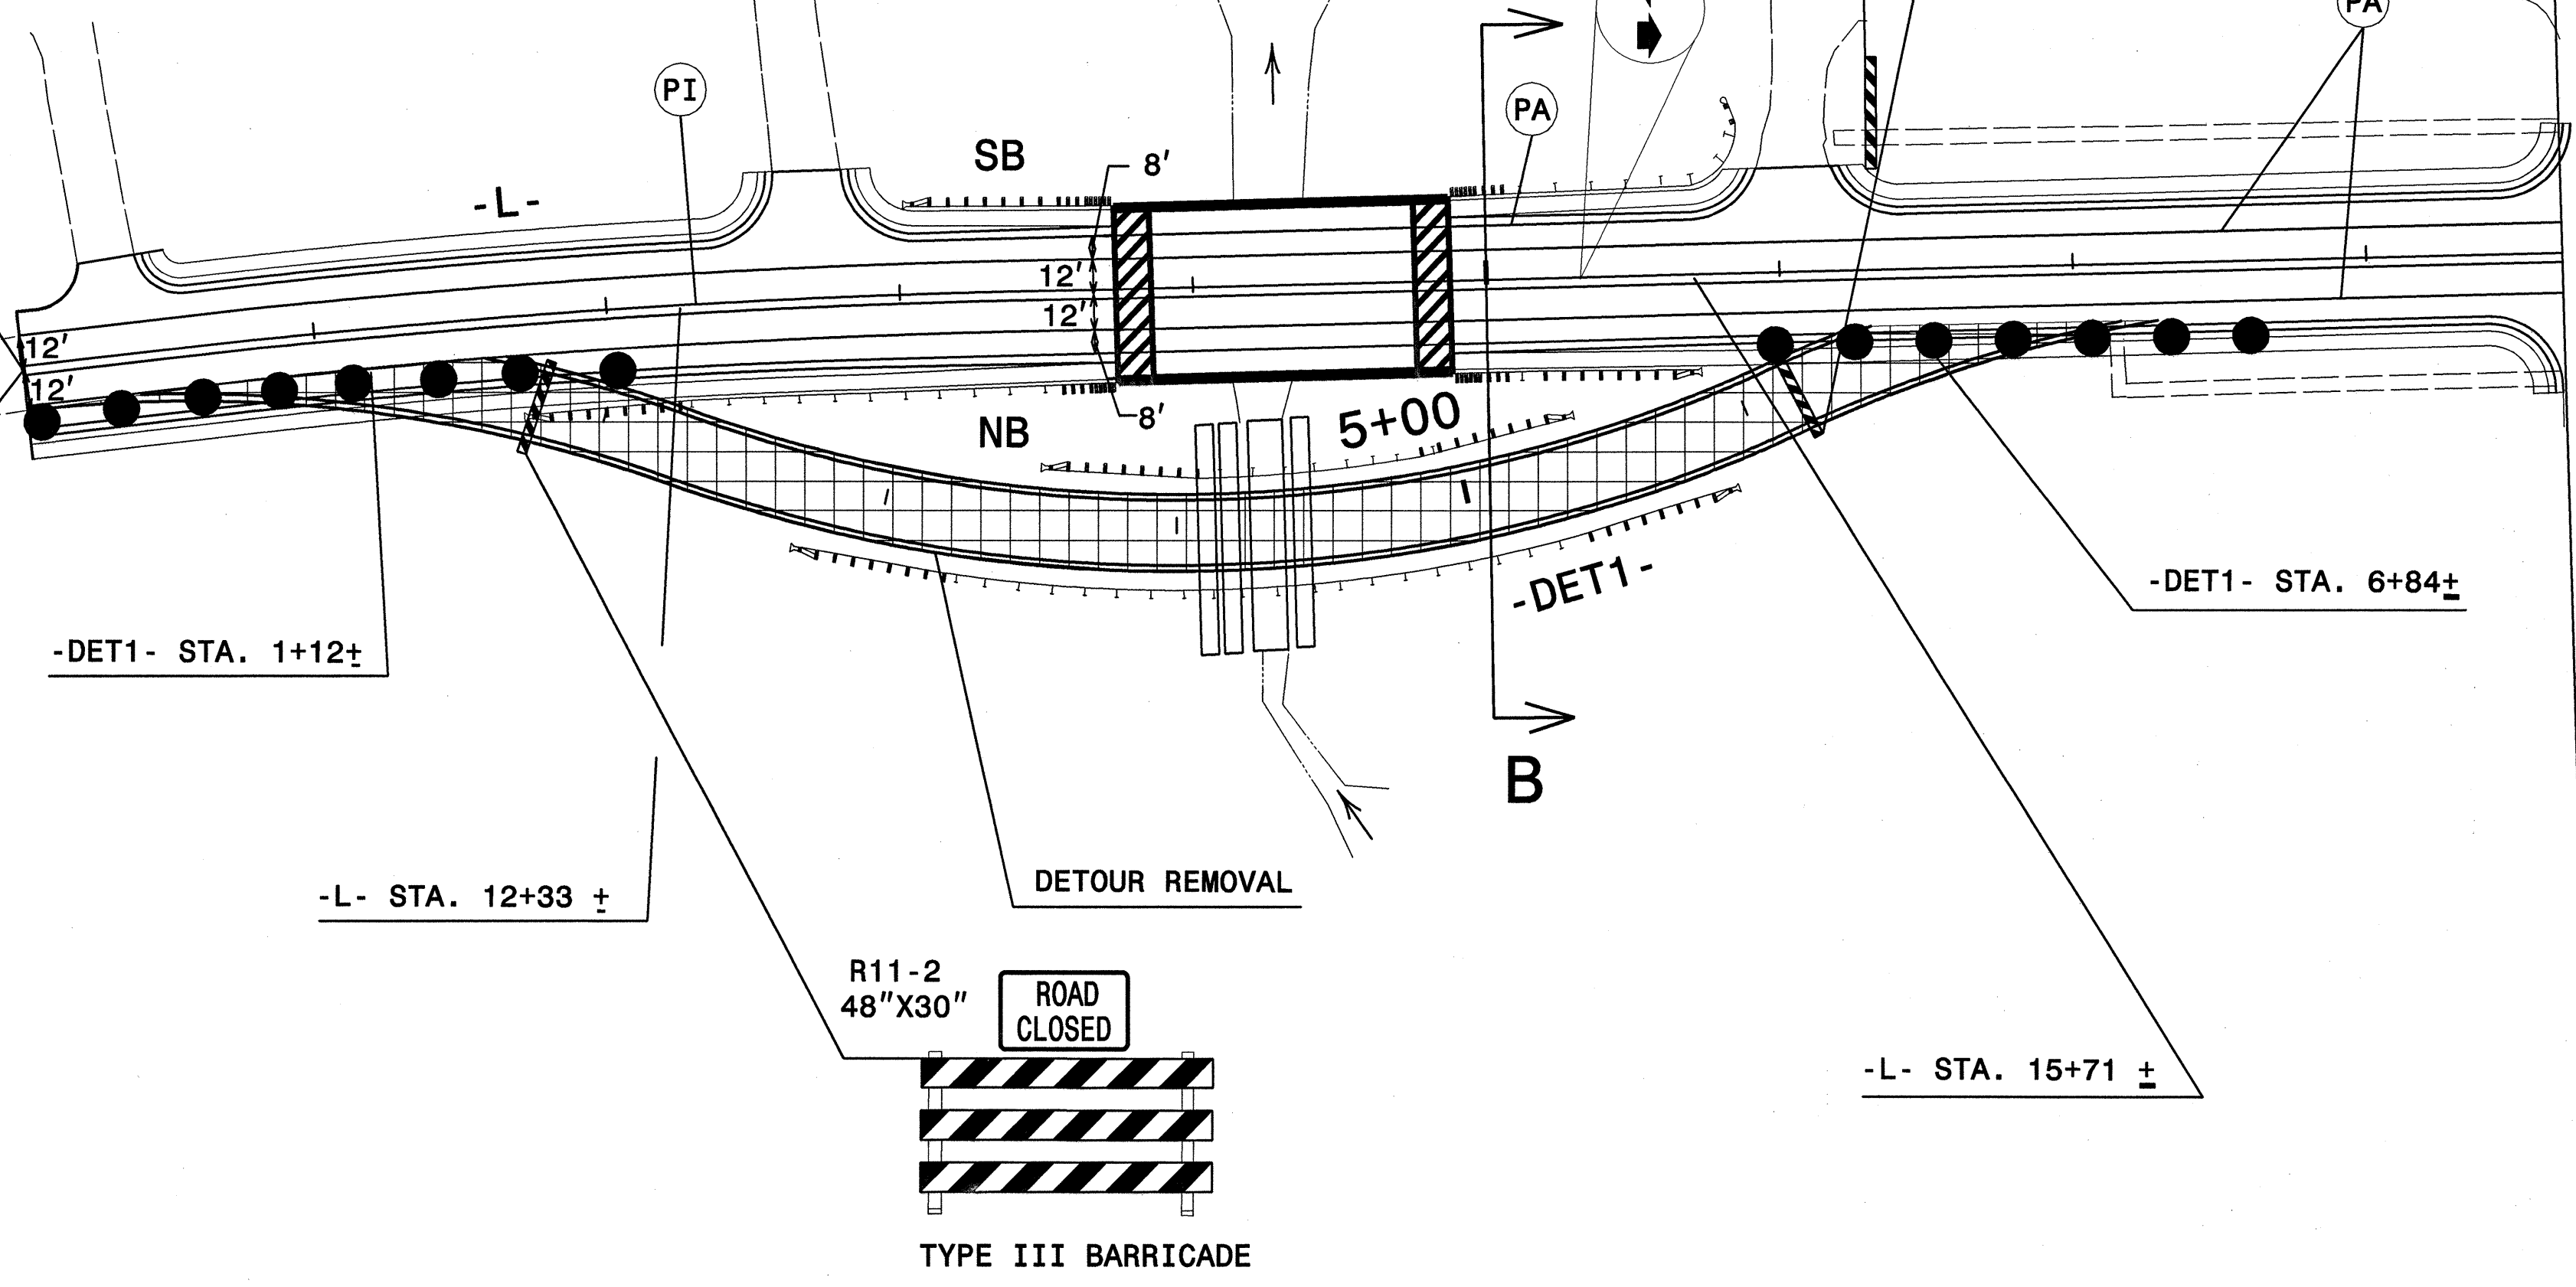 PA
PI
PA
SB
8'
-L-
12'
12'
12'
12'
8'
NB
5+00
-DET1-
-DET1- STA. 6+84±
-DET1- STA. 1+12±
B
-L- STA. 12+33 ±
DETOUR REMOVAL
R11-2
48"X30"
ROAD
CLOSED
-L- STA. 15+71 ±
TYPE III BARRICADE